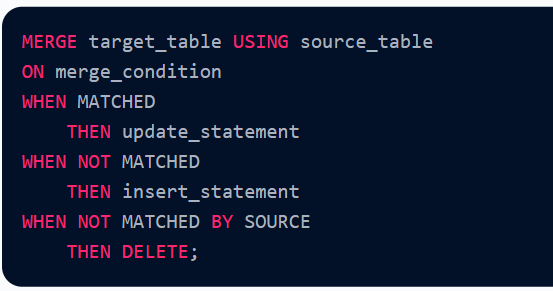 MERGE target_table USING source_table
ON merge_condition
WHEN MATCHED
    THEN update_statement
WHEN NOT MATCHED
    THEN insert_statement
WHEN NOT MATCHED BY SOURCE
    THEN DELETE;